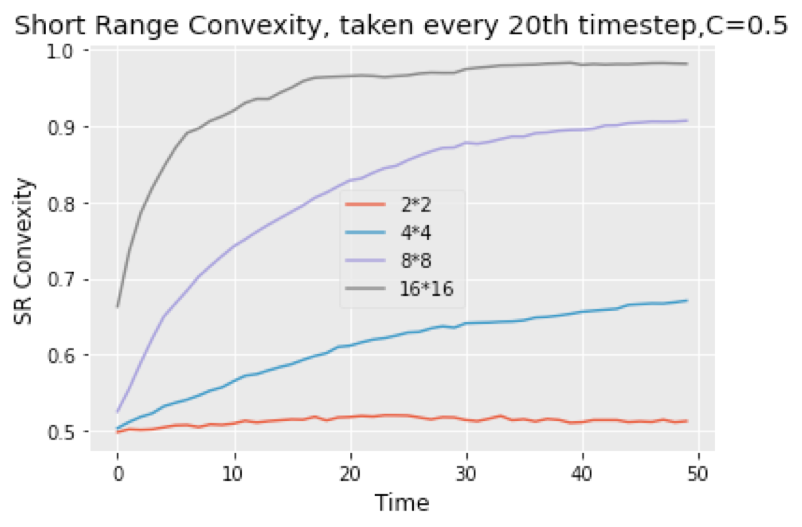 Short Range Convexity, taken every 20th timestep,C=0.5
1.0
0.9
0.8
0.7
0.6
0.5
SR Convexity
2*2
4*4
8*8
16*16
0 10 20 30 40 50
Time